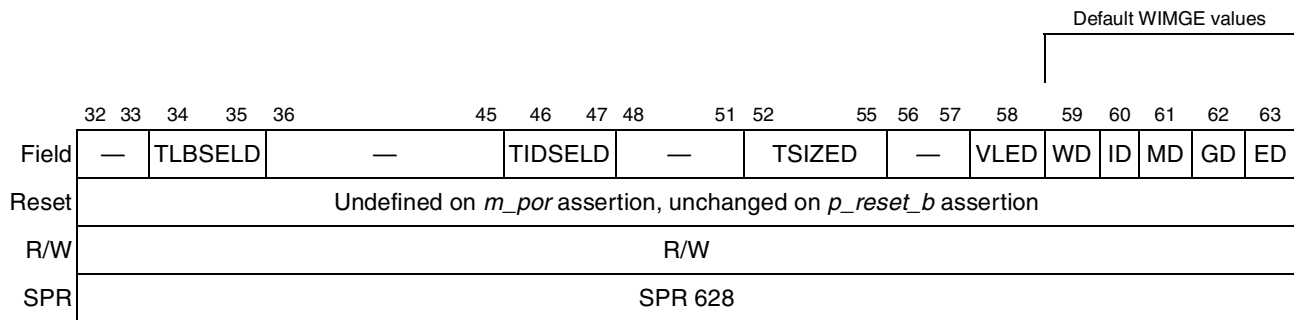 Default WIMGE values
32 33 34 35 36 45 46 47 48 51 52 55 56 57 58 59 60 61 62 63
Field — TLBSELD — TIDSELD — TSIZED — VLED WD ID MD GD ED
Reset Undefined on m_por assertion, unchanged on p_reset_b assertion
R/W R/W
SPR SPR 628